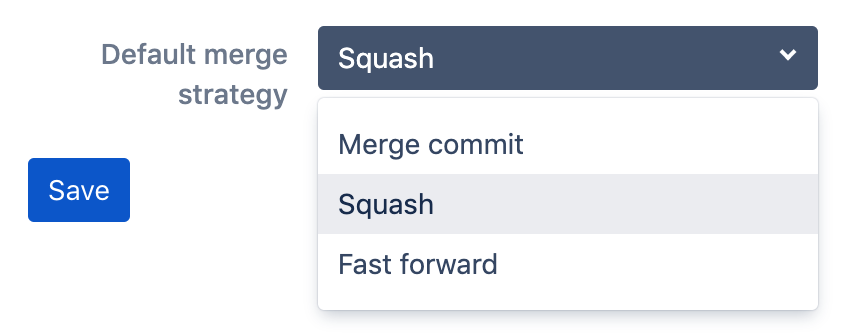 Default merge
strategy
Squash
Merge commit
Squash
Fast forward
Save